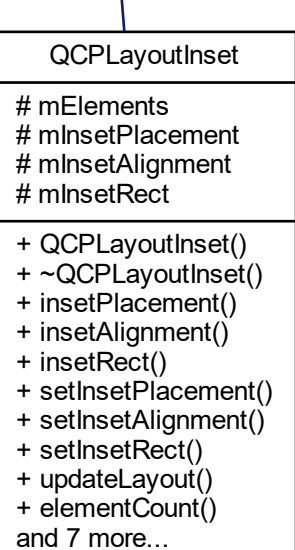 QCPLayoutInset
# mElements
# mInsetPlacement
# mInsetAlignment
# mInsetRect
+ QCPLayoutInset()
+ ~QCPLayoutInset()
+ insetPlacement()
+ insetAlignment()
+ insetRect()
+ setInsetPlacement()
+ setInsetAlignment()
+ setInsetRect()
+ updateLayout()
+ elementCount()
and 7 more...